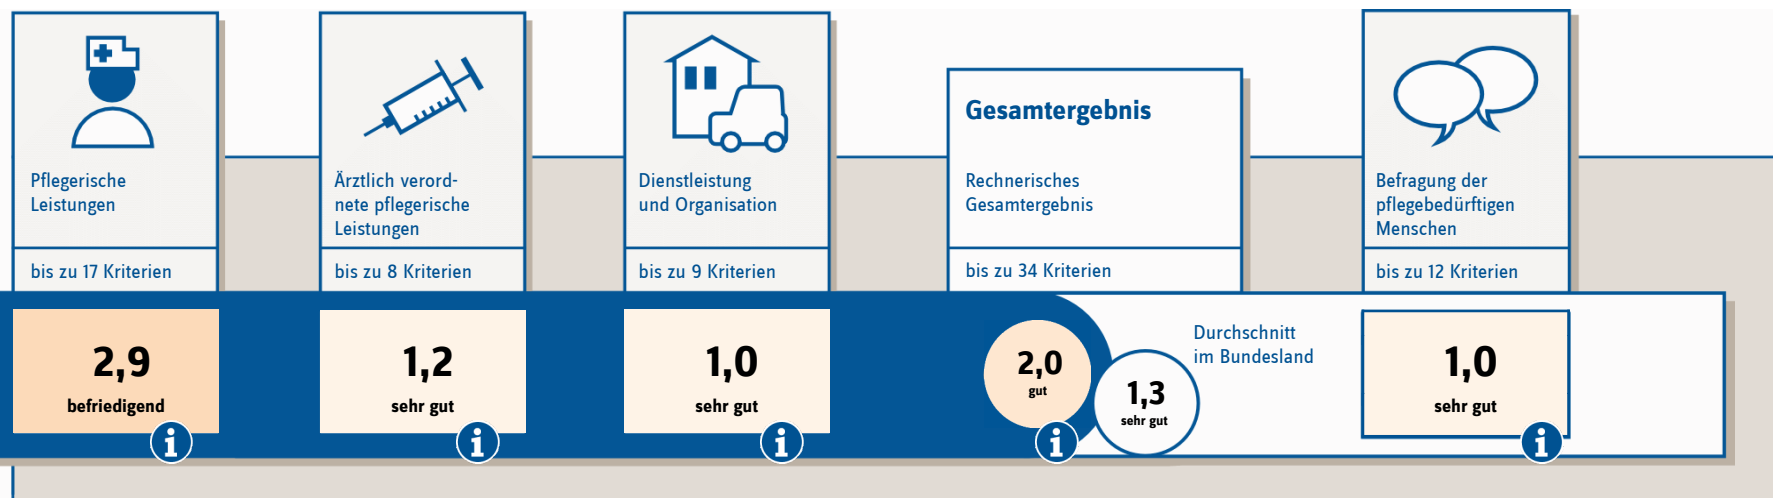 Pflegerische
Leistungen
bis zu 17 Kriterien
2,9
befriedigend
i
Ärztlich verord-
nete pflegerische
Leistungen
bis zu 8 Kriterien
1,2
sehr gut
i
Dienstleistung
und Organisation
bis zu 9 Kriterien
1,0
sehr gut
i
Gesamtergebnis
Rechnerisches
Gesamtergebnis
bis zu 34 Kriterien
2,0
gut
i
1,3
sehr gut
Durchschnitt
im Bundesland
Befragung der
pflegebedürftigen
Menschen
bis zu 12 Kriterien
1,0
sehr gut
i